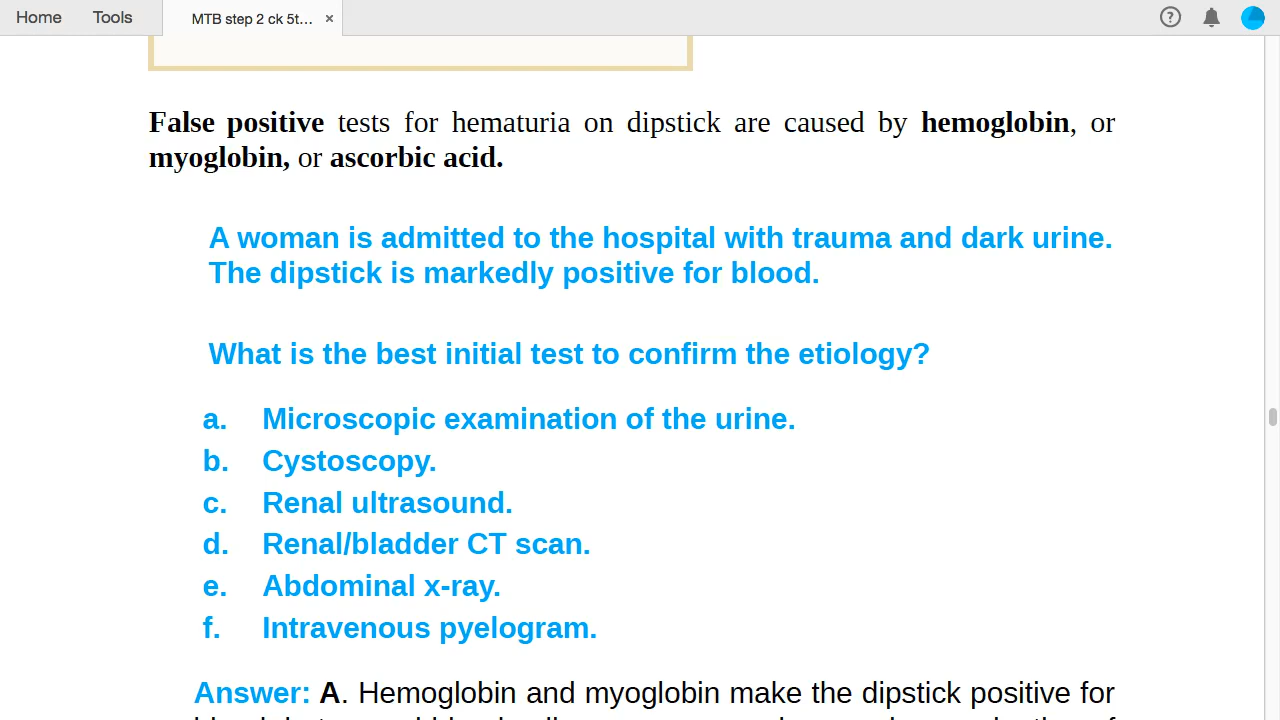 Home Tools MTB step 2 ck 5t... ×
False positive tests for hematuria on dipstick are caused by hemoglobin, or
myoglobin, or ascorbic acid.
A woman is admitted to the hospital with trauma and dark urine.
The dipstick is markedly positive for blood.
What is the best initial test to confirm the etiology?
a. Microscopic examination of the urine.
b. Cystoscopy.
c. Renal ultrasound.
d. Renal/bladder CT scan.
e. Abdominal x-ray.
f. Intravenous pyelogram.
Answer: A. Hemoglobin and myoglobin make the dipstick positive for